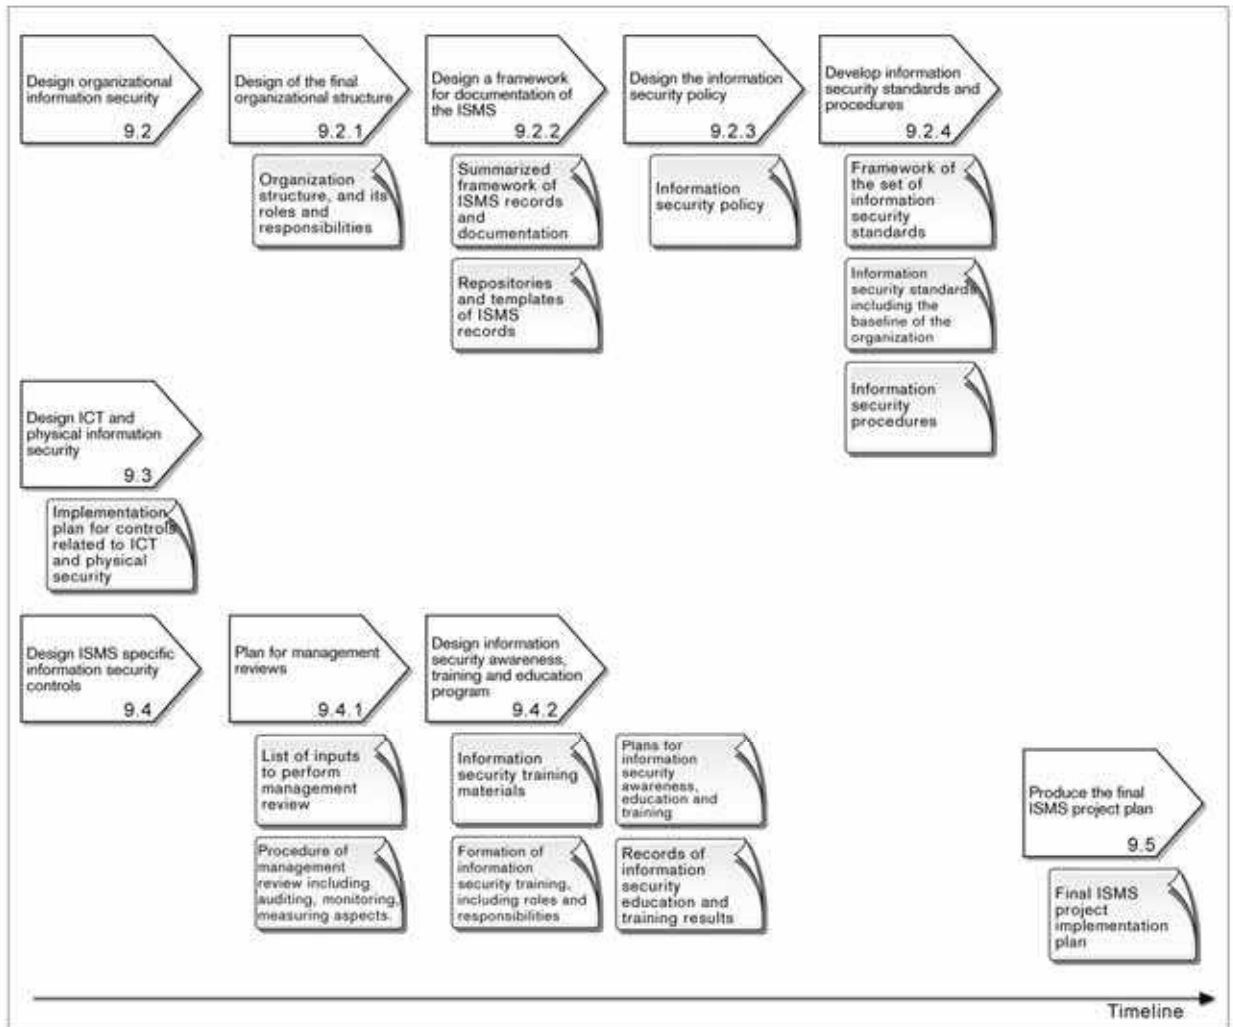 Design organizational
information security
9.2
Design of the final
organizational structure
9.2.1
Design a framework
for documentation of
the ISMS
9.2.2
Design the information
security policy
9.2.3
Develop information
security standards and
procedures
9.2.4
Organization
structure, and its
roles and
responsibilities
Summarized
framework of
ISMS records
and
documentation
Information
security policy
Framework of
the set of
information
security
standards
Repositories
and templates
of ISMS
records
Information
security standards
including the
baseline of the
organization
Information
security
procedures
Design ICT and
physical information
security
9.3
Implementation
plan for controls
related to ICT
and physical
security
Design ISMS specific
information security
controls
9.4
Plan for management
reviews
9.4.1
Design information
security awareness,
training and education
program
9.4.2
List of inputs
to perform
management
review
Information
security training
materials
Plans for
information
security
awareness,
education and
training
Procedure of
management
review including
auditing, monitoring,
measuring aspects.
Formation of
information
security training,
including roles and
responsibilities
Records of
information
security
education and
training results
Produce the final
ISMS project plan
9.5
Final ISMS
project
implementation
plan
Timeline